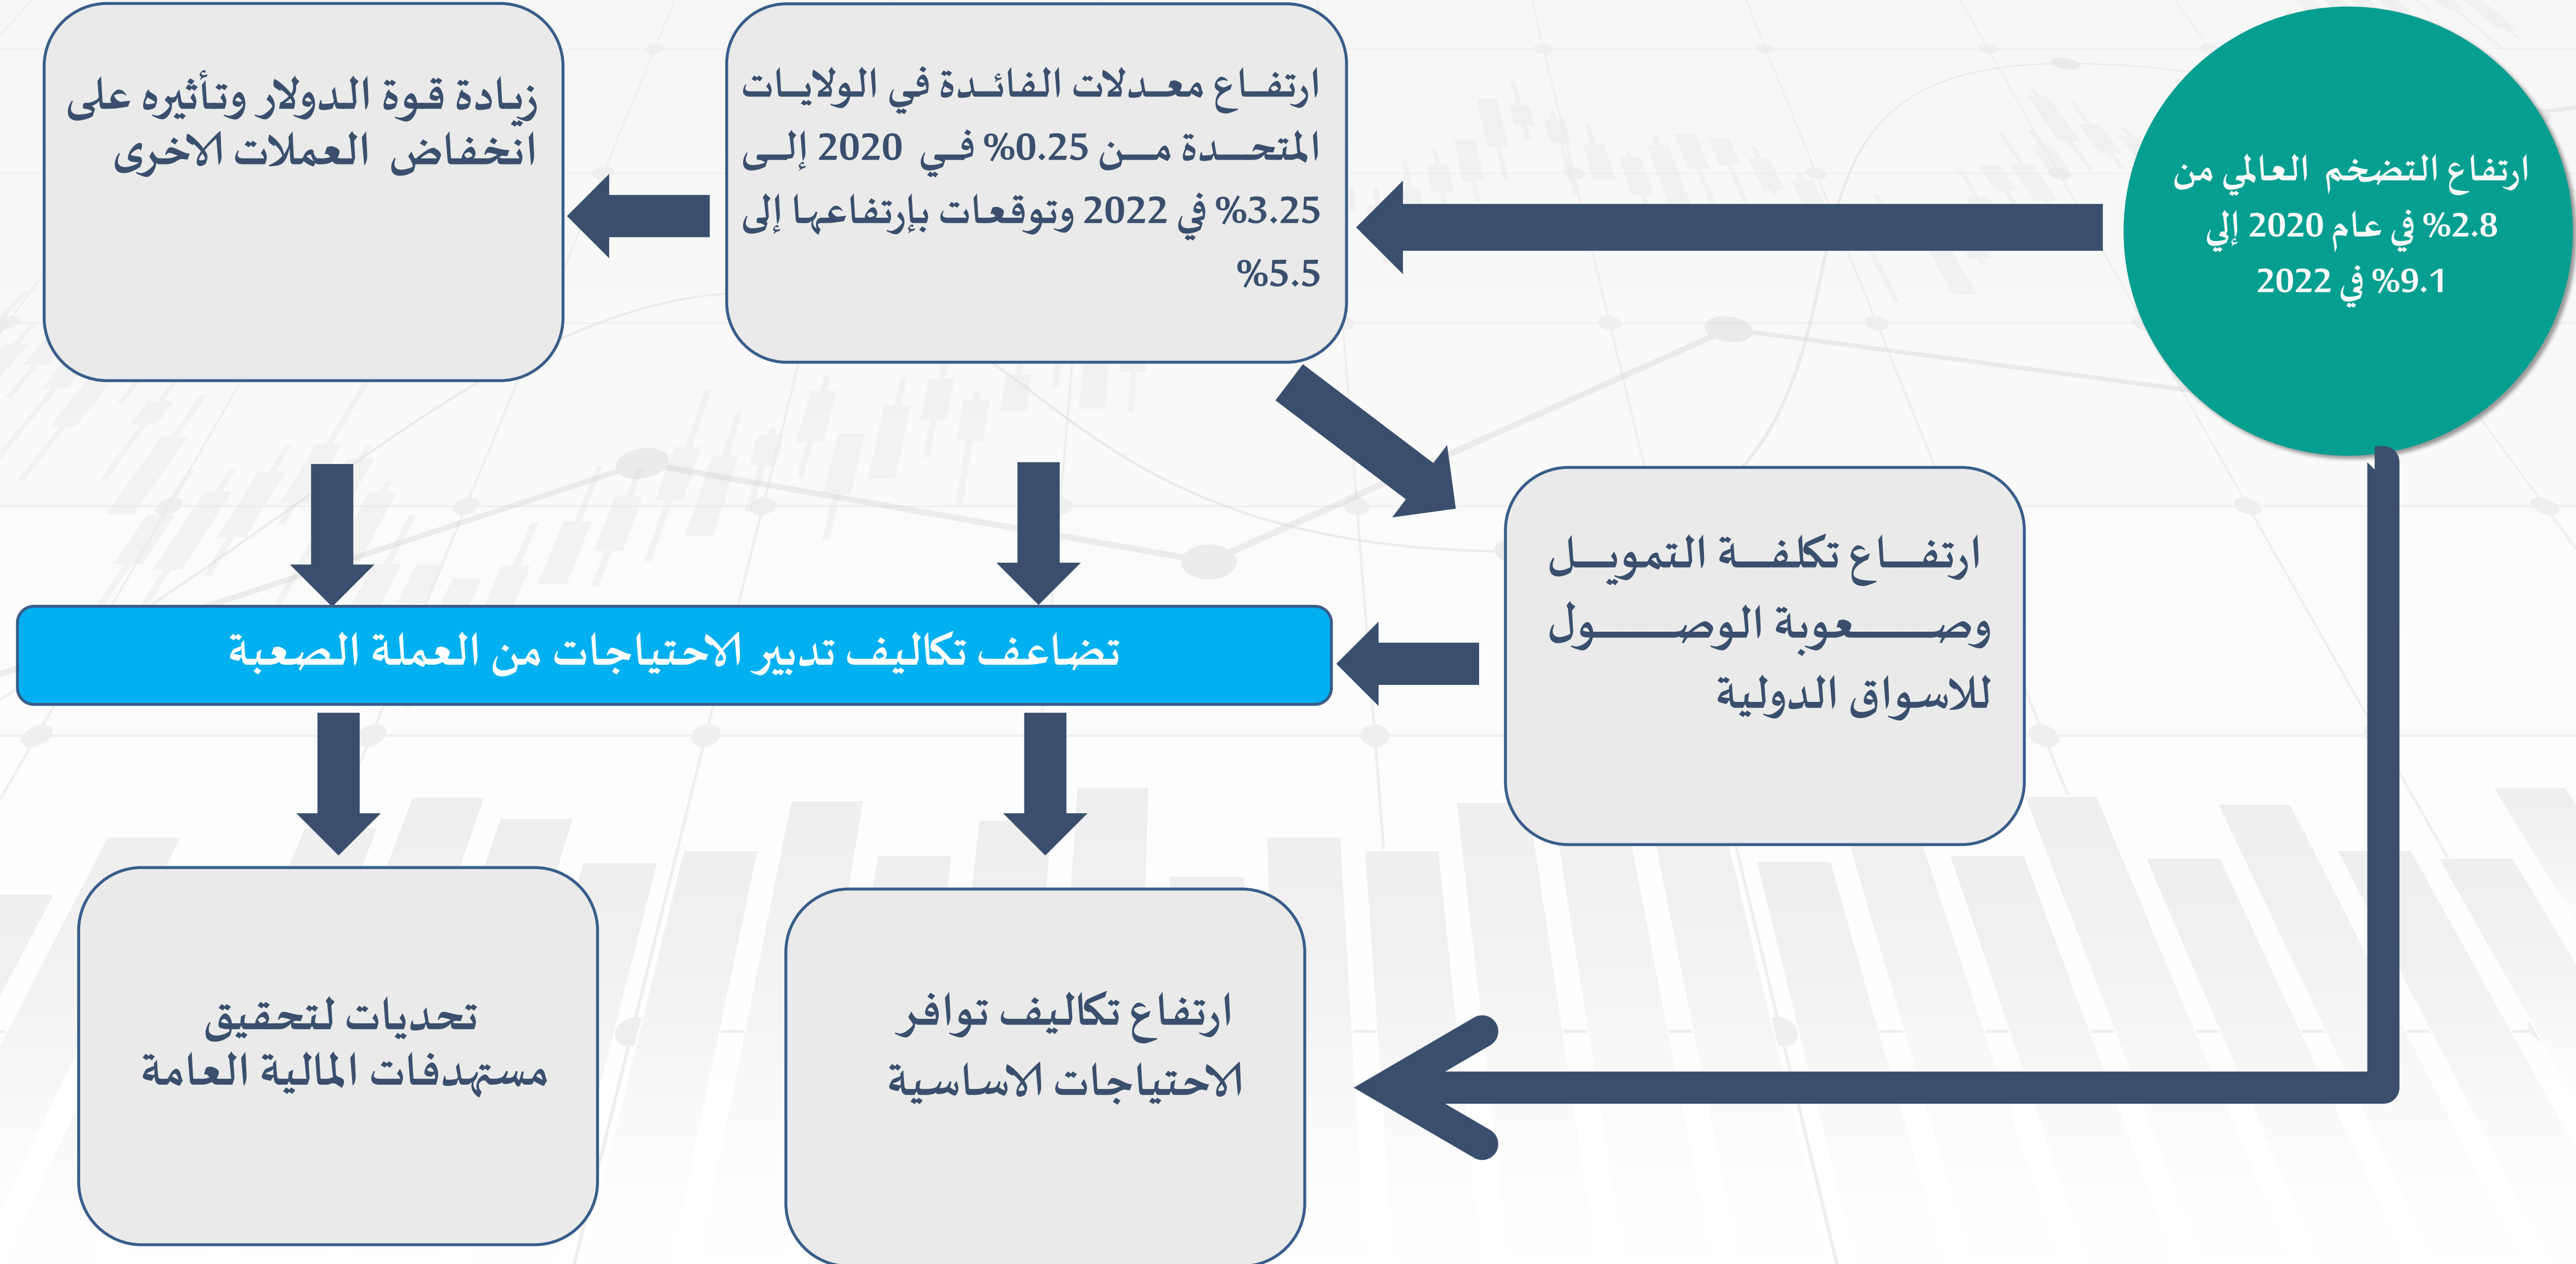 ارتفاع التضخم العالمي من
2.8% في عام 2020 إلي
9.1% في 2022
ارتفاع معدلات الفائدة في الولايات
المتحدة من 0.25% في 2020 إلى
3.25% في 2022 وتوقعات بإرتفاعها إلى
5.5%
زيادة قوة الدولار وتأثيره على
انخفاض العملات الاخرى
ارتفاع تكلفة التمويل
وصعوبة الوصول
للاسواق الدولية
تضاعف تكاليف تدبير الاحتياجات من العملة الصعبة
ارتفاع تكاليف توافر
الاحتياجات الاساسية
تحديات لتحقيق
مستهدفات المالية العامة